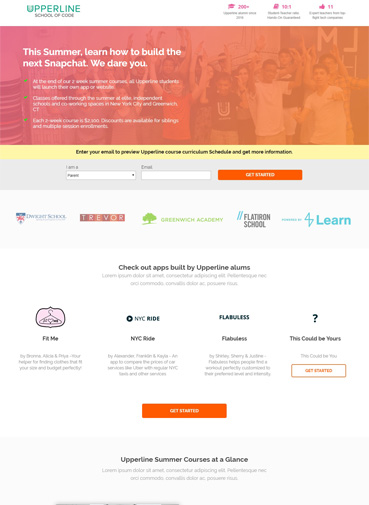 UPPERLINE
SCHOOL OF CODE
200+
Upperline alumni since
10:1
Student-Teacher ratio
Hands-On Guaranteed
11
Expert teachers from top
flight tech companies
This Summer, learn how to build the
next Snapchat. We dare you.
At the end of our 2 week summer courses, all Upperline students
will launch their own app or website.
Classes offered through the summer at elite, independent
schools and co-working spaces in New York City and Greenwich,
CT.
Each 2-week course is $2,700. Discounts are available for siblings
and multiple session enrollments.
Enter your email to preview Upperline course curriculum Schedule and get more information.
I am a
Email
Parent
GET STARTED
DWIGHT SCHOOL
TREVOR
GREENWICH ACADEMY
FLATIRON
SCHOOL
POWERED BY
Learn
Check out apps built by Upperline alums
Lorem ipsum dolor sit amet, consectetur adipiscing elit. Pellentesque nec
orci commodo, convallis dolor ac, posuere risus.
NYC RIDE
FLABULESS
?
Fit Me
NYC Ride
Flabuless
This Could be Yours
by Brianna, Alicia & Priya - Your
helper for finding clothes that fit
your size and budget perfectly!
by Alexander, Franklin & Kayla - An
app to compare the prices of car
services like Uber with regular NYC
taxis and other services
by Shirley, Sherry & Justine -
Flabuless helps people find a
workout perfectly customized to
their preferred level and intensity.
This Could be You
GET STARTED
GET STARTED
Upperline Summer Courses at a Glance
Lorem ipsum dolor sit amet, consectetur adipiscing elit. Pellentesque nec
orci commodo, convallis dolor ac, posuere risus.